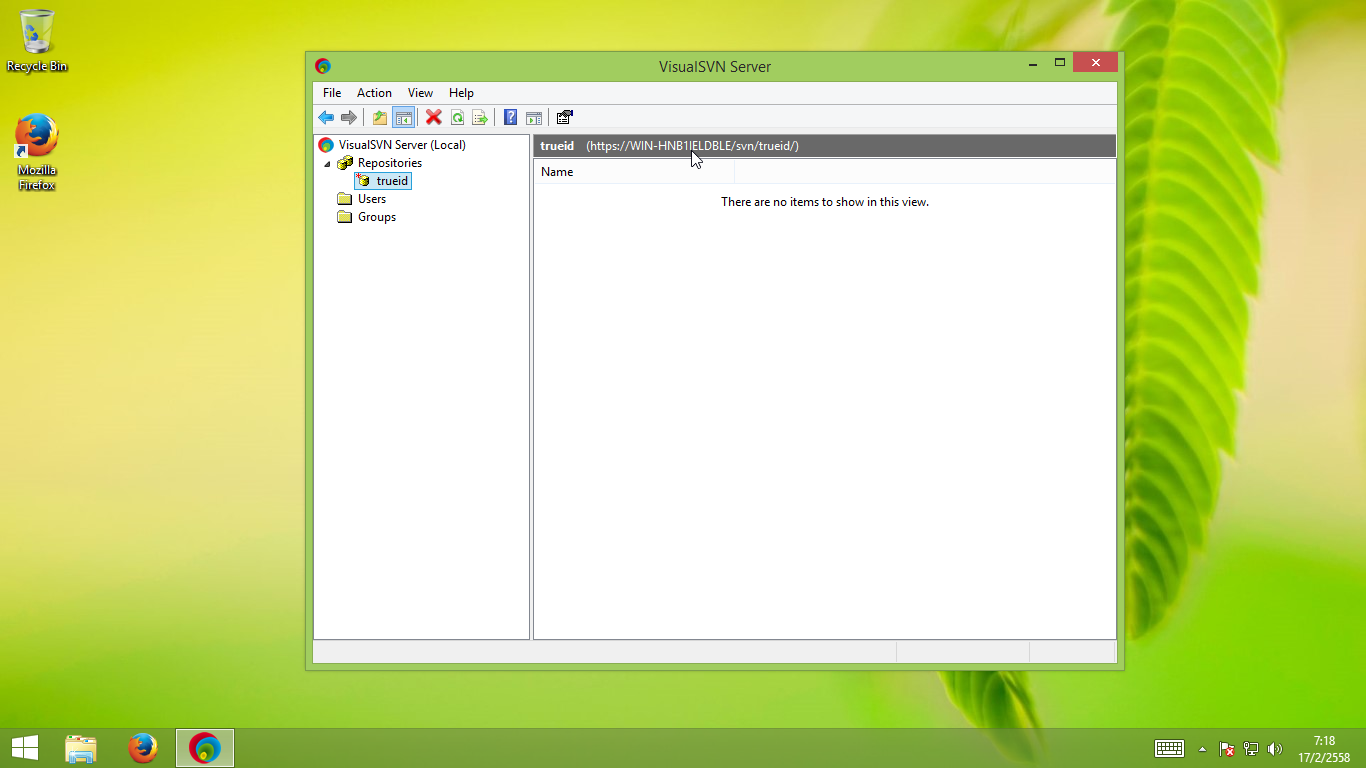 Recycle Bin
Mozilla
Firefox
VisualSVN Server
File Action View Help
VisualSVN Server (Local)
Repositories
trueid
Users
Groups
trueid (https://WIN-HNB1IELDBLE/svn/trueid/)
Name
There are no items to show in this view.
7:18
17/2/2558